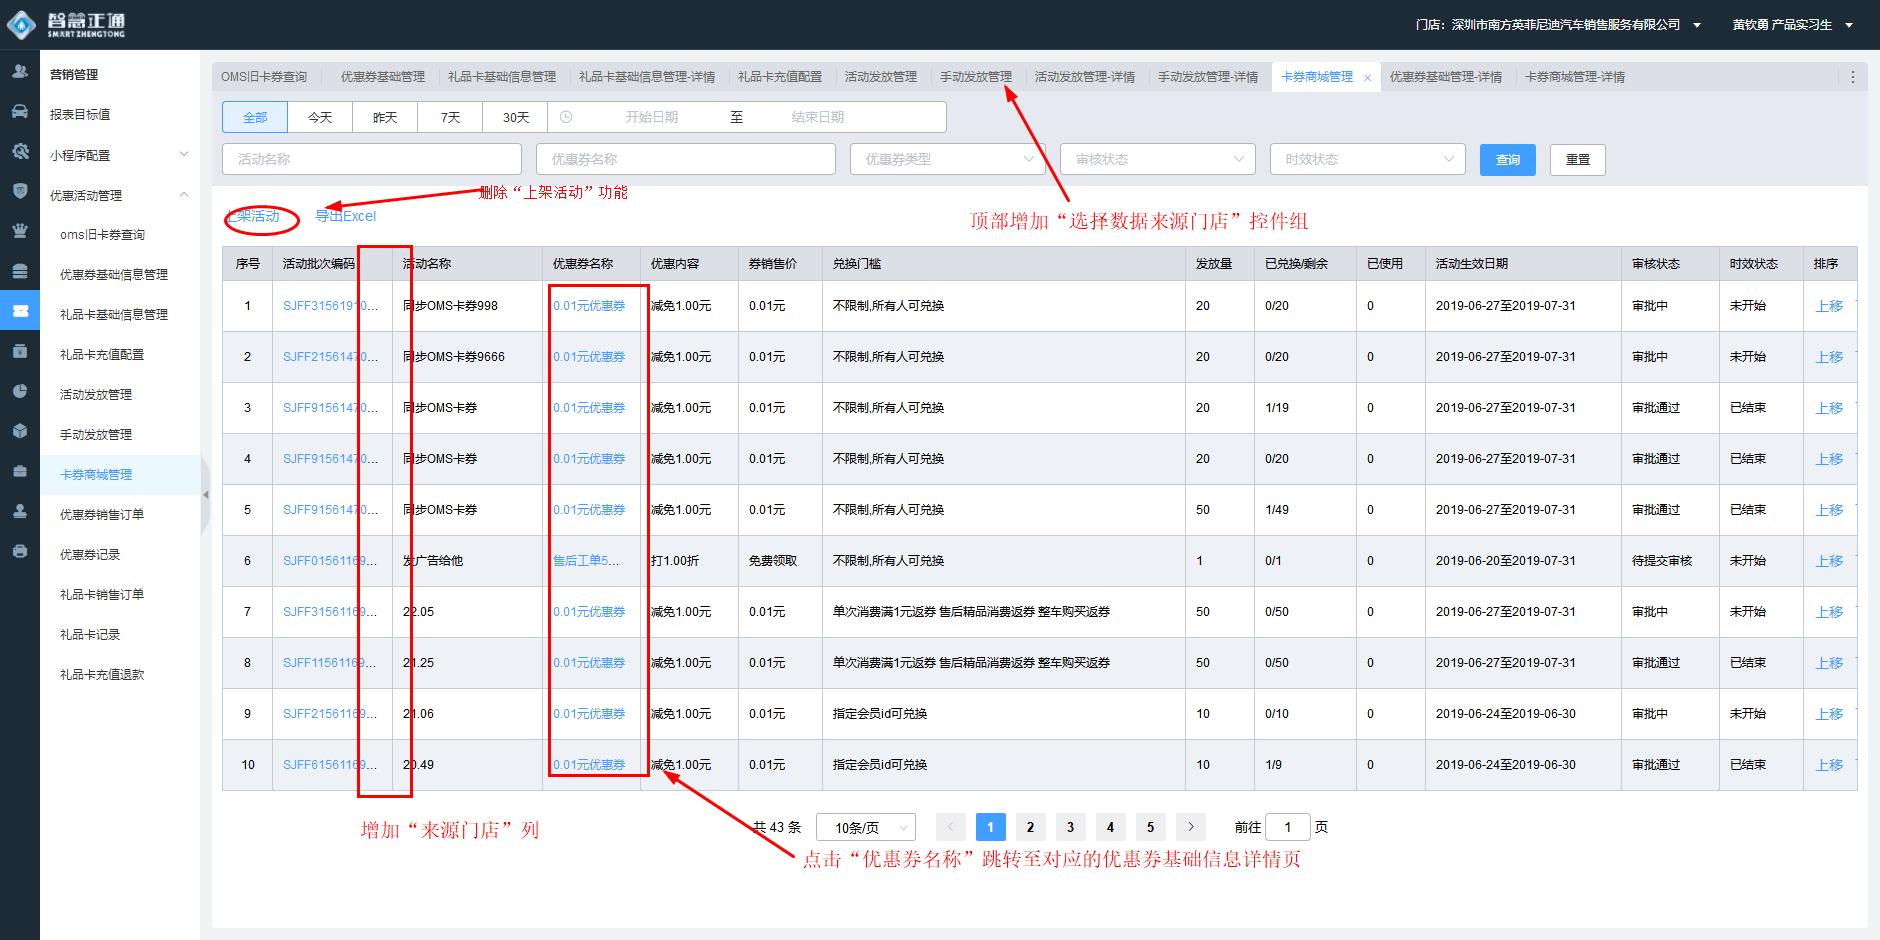 智慧正通
SMART ZHENGTONG
门店：深圳市南方英菲尼迪汽车销售服务有限公司 黄钦勇 产品实习生
营销管理
报表目标值
小程序配置
优惠活动管理
oms旧卡券查询
优惠券基础信息管理
礼品卡基础信息管理
礼品卡充值配置
活动发放管理
手动发放管理
卡券商城管理
优惠券销售订单
优惠券记录
礼品卡销售订单
礼品卡记录
礼品卡充值退款
OMS旧卡券查询 优惠券基础管理 礼品卡基础信息管理 礼品卡基础信息管理-详情 礼品卡充值配置 活动发放管理 手动发放管理 活动发放管理-详情 手动发放管理-详情 卡券商城管理 × 优惠券基础管理-详情 卡券商城管理-详情
全部 今天 昨天 7天 30天 开始日期 至 结束日期
活动名称 优惠券名称 优惠券类型 审核状态 时效状态 查询 重置
删除“上架活动”功能
上架活动 导出Excel
顶部增加“选择数据来源门店”控件组
序号 活动批次编码 活动名称 优惠券名称 优惠内容 券销售价 兑换门槛 发放量 已兑换/剩余 已使用 活动生效日期 审核状态 时效状态 排序
1 SJFF31561910... 同步OMS卡券998 0.01元优惠券 减免1.00元 0.01元 不限制,所有人可兑换 20 0/20 0 2019-06-27至2019-07-31 审批中 未开始 上移
2 SJFF21561470... 同步OMS卡券9666 0.01元优惠券 减免1.00元 0.01元 不限制,所有人可兑换 20 0/20 0 2019-06-27至2019-07-31 审批中 未开始 上移
3 SJFF91561470... 同步OMS卡券 0.01元优惠券 减免1.00元 0.01元 不限制,所有人可兑换 20 1/19 0 2019-06-27至2019-07-31 审批通过 已结束 上移
4 SJFF91561470... 同步OMS卡券 0.01元优惠券 减免1.00元 0.01元 不限制,所有人可兑换 20 0/20 0 2019-06-27至2019-07-31 审批通过 已结束 上移
5 SJFF91561470... 同步OMS卡券 0.01元优惠券 减免1.00元 0.01元 不限制,所有人可兑换 50 1/49 0 2019-06-27至2019-07-31 审批通过 已结束 上移
6 SJFF01561169... 发广告给他 售后工单5... 打1.00折 免费领取 不限制,所有人可兑换 1 0/1 0 2019-06-20至2019-07-31 待提交审核 未开始 上移
7 SJFF31561169... 22.05 0.01元优惠券 减免1.00元 0.01元 单次消费满1元返券 售后精品消费返券 整车购买返券 50 0/50 0 2019-06-27至2019-07-31 审批中 未开始 上移
8 SJFF11561169... 21.25 0.01元优惠券 减免1.00元 0.01元 单次消费满1元返券 售后精品消费返券 整车购买返券 50 0/50 0 2019-06-27至2019-07-31 审批通过 已结束 上移
9 SJFF21561169... 21.06 0.01元优惠券 减免1.00元 0.01元 指定会员id可兑换 10 0/10 0 2019-06-24至2019-06-30 审批中 未开始 上移
10 SJFF61561169... 20.49 0.01元优惠券 减免1.00元 0.01元 指定会员id可兑换 10 1/9 0 2019-06-24至2019-06-30 审批通过 已结束 上移
增加“来源门店”列
共 43 条 10条/页 1 2 3 4 5 前往 1 页
点击“优惠券名称”跳转至对应的优惠券基础信息详情页